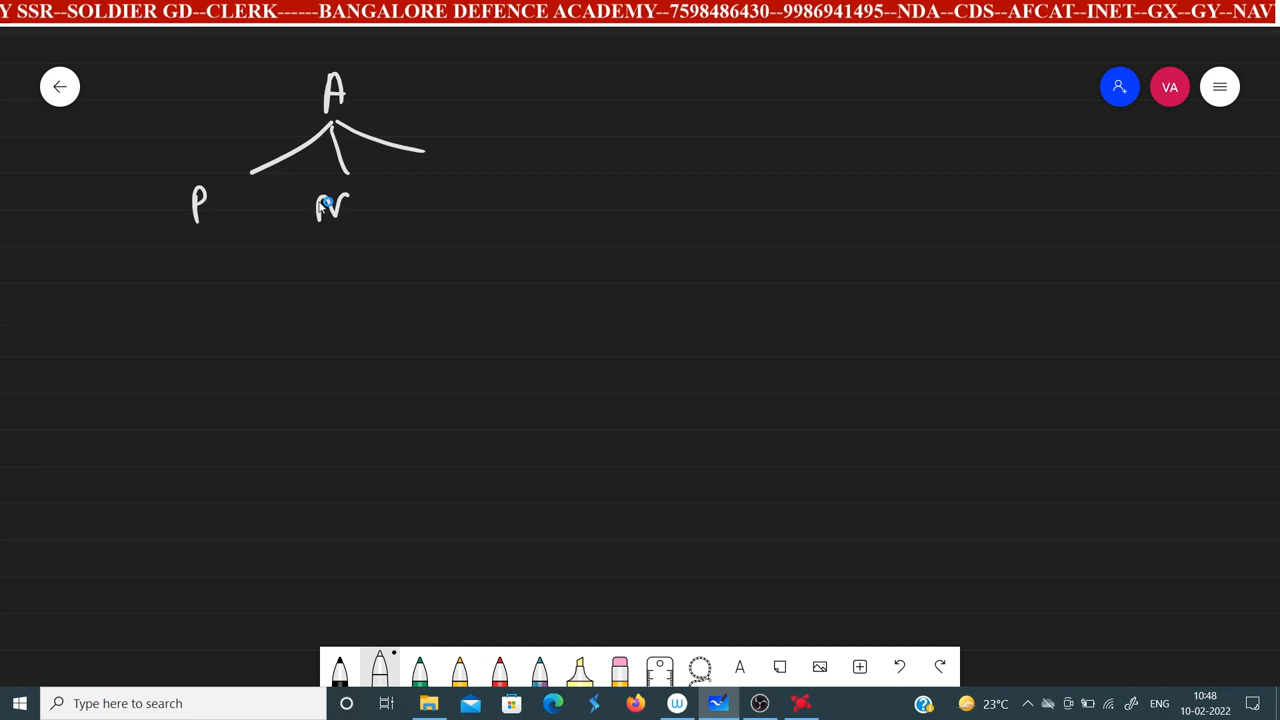 Y SSR--SOLDIER GD--CLERK------BANGALORE DEFENCE ACADEMY--7598486430--9986941495--NDA--CDS--AFCAT--INET--GX--GY--NAV
A
VA
P
A
Type here to search
23°C
ENG
10:48
10-02-2022